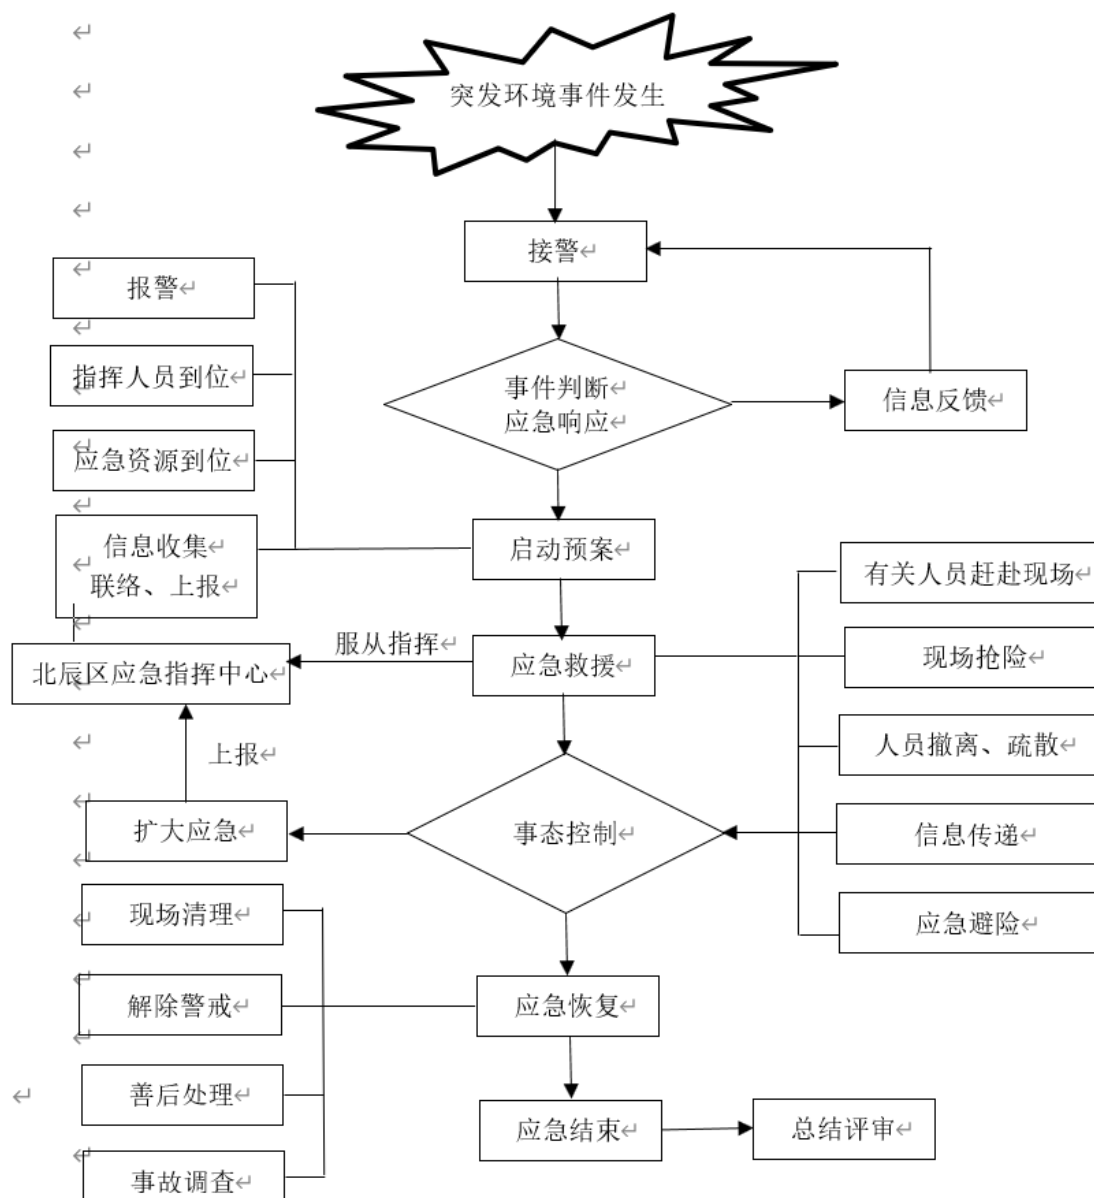 突发环境事件发生
接警
报警
指挥人员到位
事件判断
应急响应
信息反馈
应急资源到位
信息收集
联络、上报
启动预案
有关人员赶赴现场
服从指挥
北辰区应急指挥中心
应急救援
现场抢险
上报
人员撤离、疏散
扩大应急
事态控制
信息传递
现场清理
应急避险
解除警戒
应急恢复
善后处理
应急结束
总结评审
事故调查